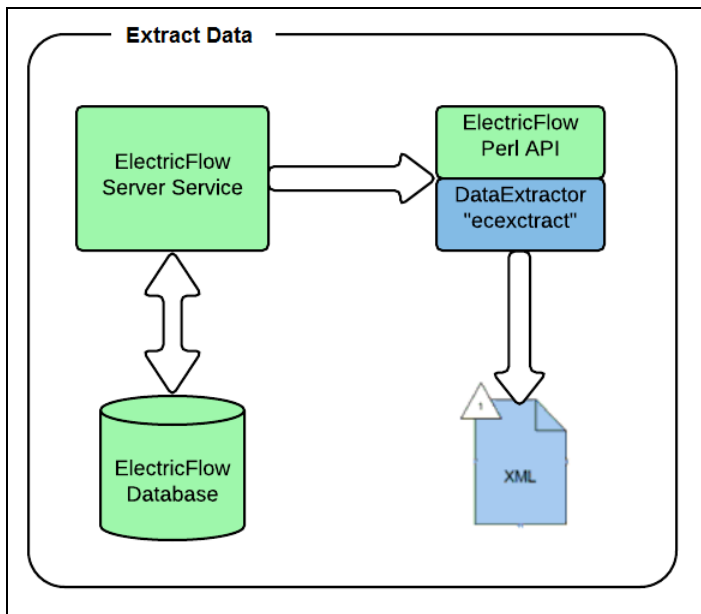 Extract Data
ElectricFlow
Server Service
ElectricFlow
Perl API
DataExtractor
"ecexctract"
ElectricFlow
Database
1
XML